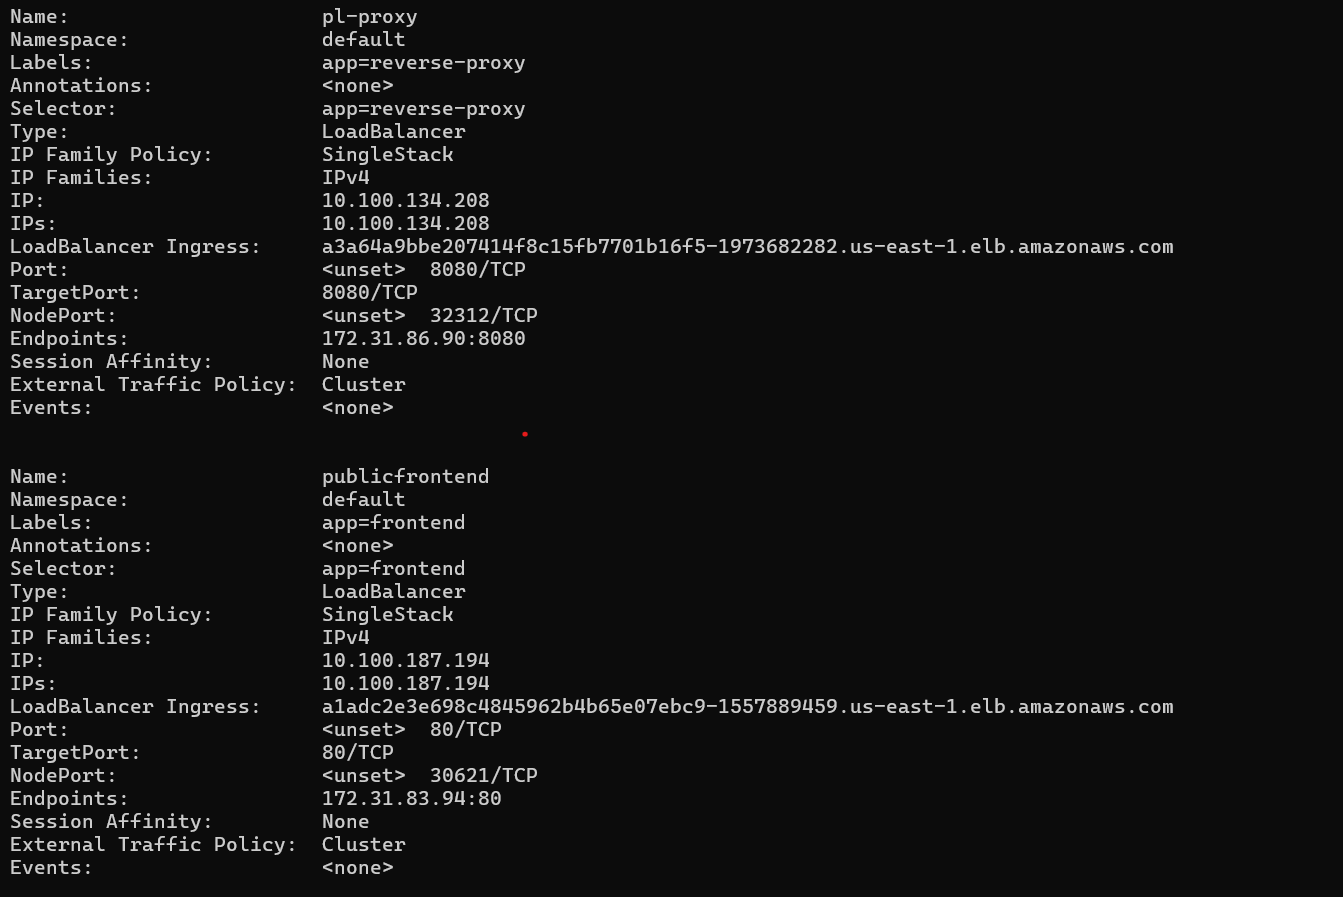 Name: pl-proxy
Namespace: default
Labels: app=reverse-proxy
Annotations: <none>
Selector: app=reverse-proxy
Type: LoadBalancer
IP Family Policy: SingleStack
IP Families: IPv4
IP: 10.100.134.208
IPs: 10.100.134.208
LoadBalancer Ingress: a3a64a9bbe207414f8c15fb7701b16f5-1973682282.us-east-1.elb.amazonaws.com
Port: <unset> 8080/TCP
TargetPort: 8080/TCP
NodePort: <unset> 32312/TCP
Endpoints: 172.31.86.90:8080
Session Affinity: None
External Traffic Policy: Cluster
Events: <none>
Name: publicfrontend
Namespace: default
Labels: app=frontend
Annotations: <none>
Selector: app=frontend
Type: LoadBalancer
IP Family Policy: SingleStack
IP Families: IPv4
IP: 10.100.187.194
IPs: 10.100.187.194
LoadBalancer Ingress: a1adc2e3e698c4845962b4b65e07ebc9-1557889459.us-east-1.elb.amazonaws.com
Port: <unset> 80/TCP
TargetPort: 80/TCP
NodePort: <unset> 30621/TCP
Endpoints: 172.31.83.94:80
Session Affinity: None
External Traffic Policy: Cluster
Events: <none>